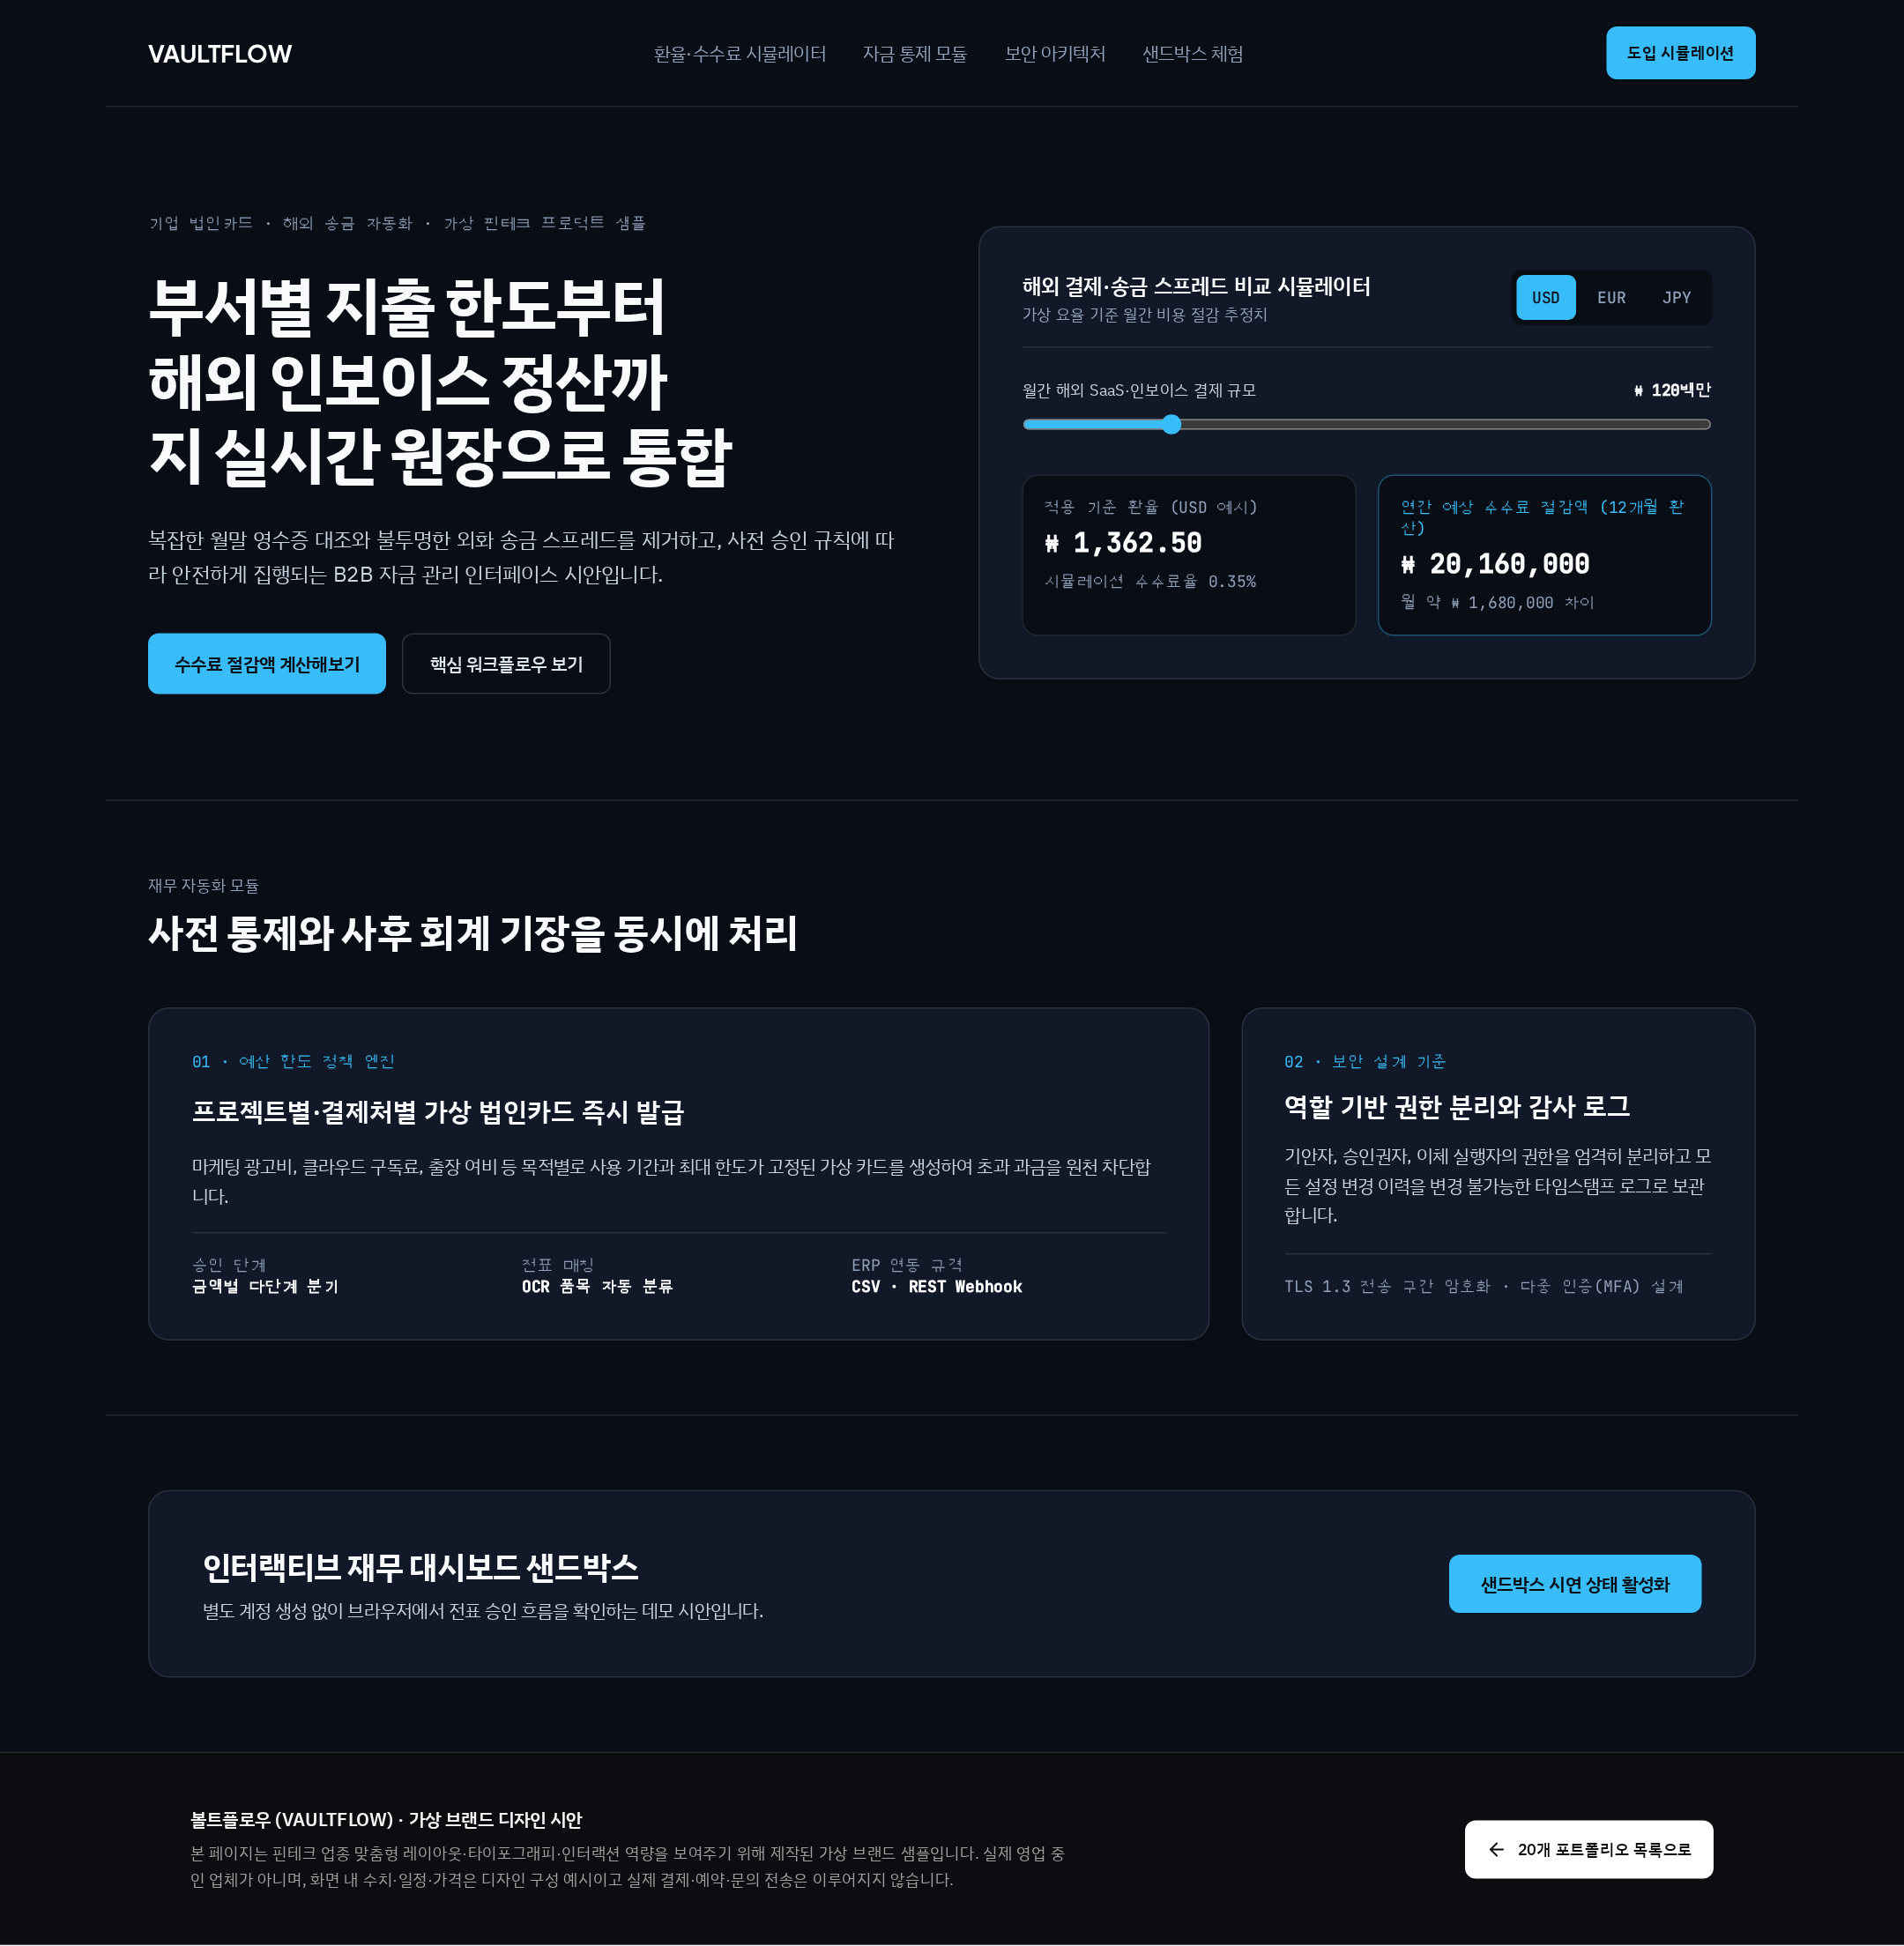 VAULTFLOW
환율·수수료 시뮬레이터
자금 통제 모듈
보안 아키텍처
샌드박스 체험
도입 시뮬레이션
기업 법인카드 · 해외 송금 자동화 · 가상 핀테크 프로덕트 샘플
부서별 지출 한도부터
해외 인보이스 정산까
지 실시간 원장으로 통합
복잡한 월말 영수증 대조와 불투명한 외화 송금 스프레드를 제거하고, 사전 승인 규칙에 따
라 안전하게 집행되는 B2B 자금 관리 인터페이스 시안입니다.
수수료 절감액 계산해보기
핵심 워크플로우 보기
해외 결제·송금 스프레드 비교 시뮬레이터
가상 요율 기준 월간 비용 절감 추정치
USD
EUR
JPY
월간 해외 SaaS·인보이스 결제 규모
₩ 120백만
적용 기준 환율 (USD 예시)
₩ 1,362.50
시뮬레이션 수수료율 0.35%
연간 예상 수수료 절감액 (12개월 환
산)
₩ 20,160,000
월 약 ₩ 1,680,000 차이
재무 자동화 모듈
사전 통제와 사후 회계 기장을 동시에 처리
01 · 예산 한도 정책 엔진
프로젝트별·결제처별 가상 법인카드 즉시 발급
마케팅 광고비, 클라우드 구독료, 출장 여비 등 목적별로 사용 기간과 최대 한도가 고정된 가상 카드를 생성하여 초과 과금을 원천 차단합
니다.
승인 단계
금액별 다단계 분기
전표 매칭
OCR 품목 자동 분류
ERP 연동 규격
CSV · REST Webhook
02 · 보안 설계 기준
역할 기반 권한 분리와 감사 로그
기안자, 승인권자, 이체 실행자의 권한을 엄격히 분리하고 모
든 설정 변경 이력을 변경 불가능한 타임스탬프 로그로 보관
합니다.
TLS 1.3 전송 구간 암호화 · 다중 인증(MFA) 설계
인터랙티브 재무 대시보드 샌드박스
별도 계정 생성 없이 브라우저에서 전표 승인 흐름을 확인하는 데모 시안입니다.
샌드박스 시연 상태 활성화
볼트플로우 (VAULTFLOW) · 가상 브랜드 디자인 시안
본 페이지는 핀테크 업종 맞춤형 레이아웃·타이포그래피·인터랙션 역량을 보여주기 위해 제작된 가상 브랜드 샘플입니다. 실제 영업 중
인 업체가 아니며, 화면 내 수치·일정·가격은 디자인 구성 예시이고 실제 결제·예약·문의 전송은 이루어지지 않습니다.
← 20개 포트폴리오 목록으로